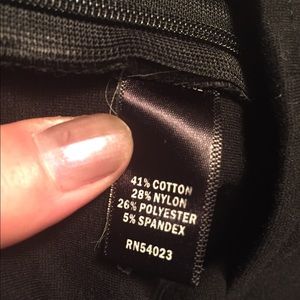 41% COTTON
28% NYLON
26% POLYESTER
5% SPANDEX
RN54023